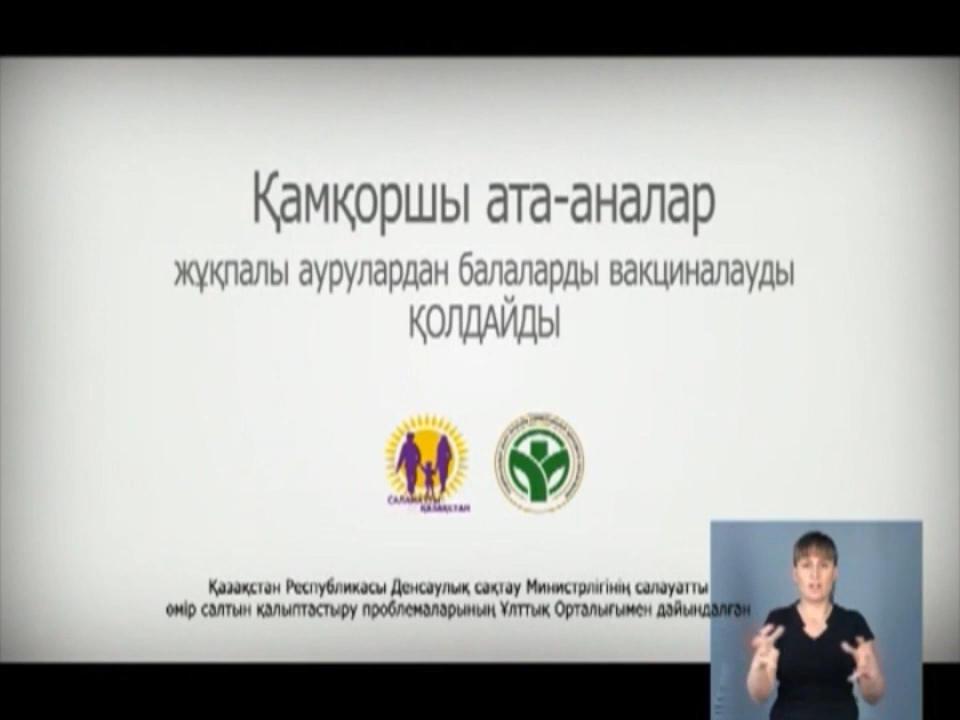 Қамқоршы ата-аналар
жұқпалы аурулардан балаларды вакциналауды
ҚОЛДАЙДЫ
САЛАМАТТЫ
ҚАЗАҚСТАН
Қазақстан Республикасы Денсаулық сақтау Министрлігінің салауатты
өмір салтын қалыптастыру проблемаларының Ұлттық Орталығымен дайындалған